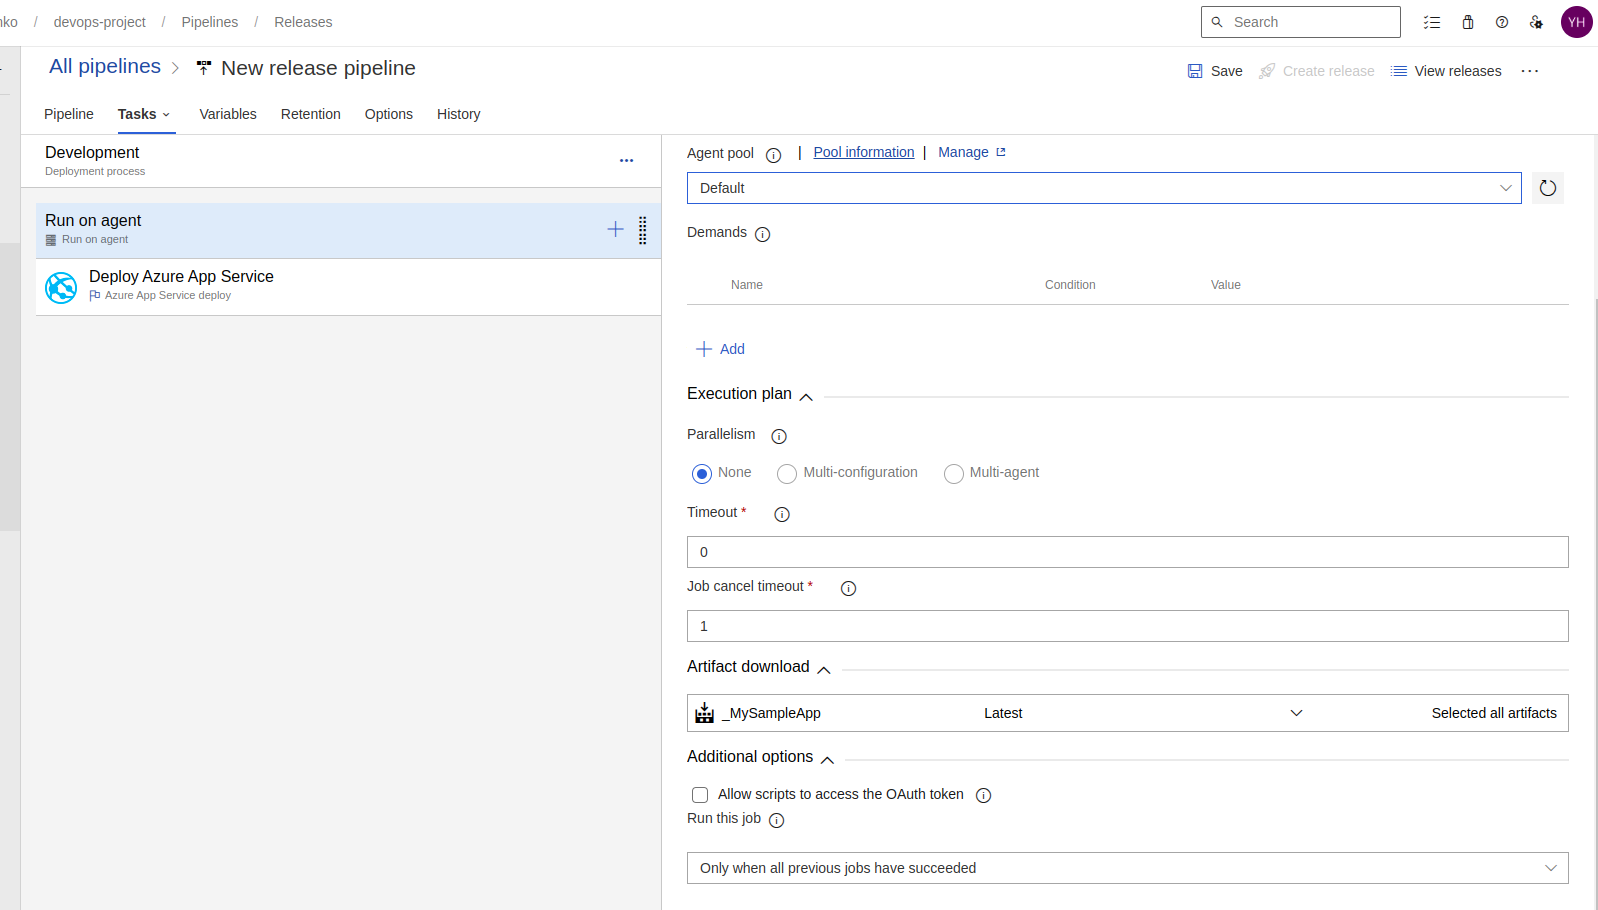 / devops-project / Pipelines / Releases
Search
YH
All pipelines
New release pipeline
Save
Create release
View releases
Pipeline
Tasks
Variables
Retention
Options
History
Development
Deployment process
Run on agent
Run on agent
Deploy Azure App Service
Azure App Service deploy
Agent pool | Pool information | Manage
Default
Demands
Name Condition Value
Add
Execution plan
Parallelism
None Multi-configuration Multi-agent
Timeout *
0
Job cancel timeout *
1
Artifact download
_MySampleApp Latest Selected all artifacts
Additional options
Allow scripts to access the OAuth token
Run this job
Only when all previous jobs have succeeded